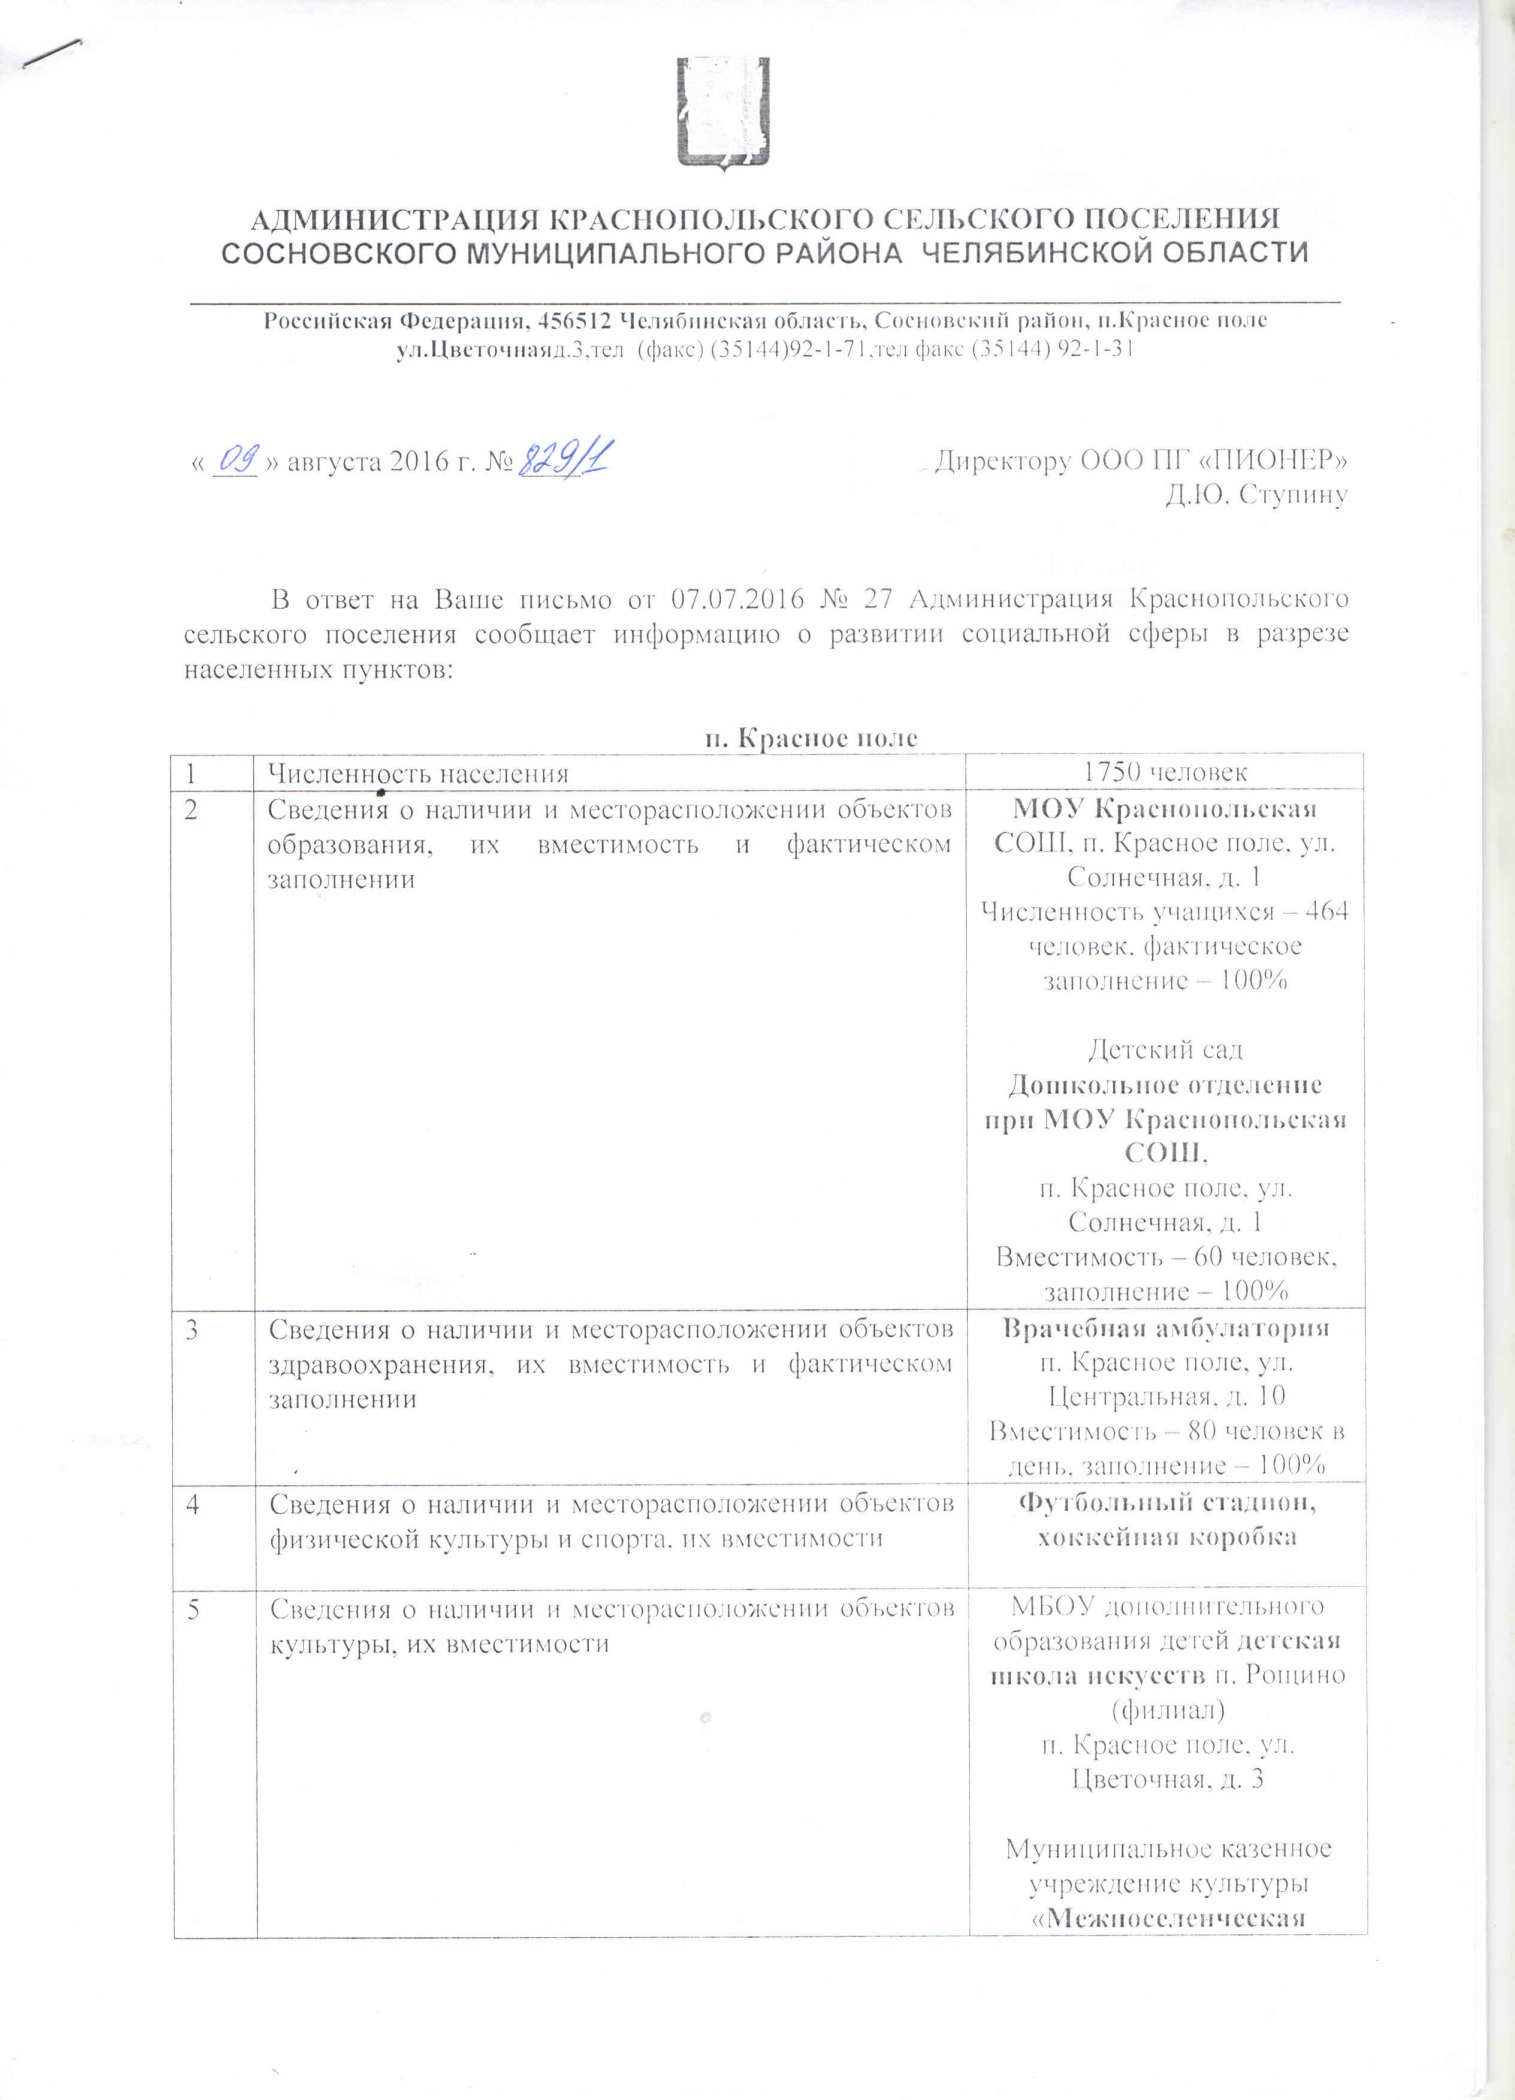 АДМИНИСТРАЦИЯ КРАСНОПОЛЬСКОГО СЕЛЬСКОГО ПОСЕЛЕНИЯ
СОСНОВСКОГО МУНИЦИПАЛЬНОГО РАЙОНА ЧЕЛЯБИНСКОЙ ОБЛАСТИ
Российская Федерация, 456512 Челябинская область, Сосновский район, п.Красное поле
ул.Цветочнаяд.3,тел (факс) (35144)92-1-71,тел факс (35144) 92-1-31
« 09 » августа 2016 г. № 829/1
Директору ООО ПГ «ПИОНЕР»
Д.Ю. Ступину
В ответ на Ваше письмо от 07.07.2016 № 27 Администрация Краснопольского
сельского поселения сообщает информацию о развитии социальной сферы в разрезе
населенных пунктов:
п. Красное поле
1
Численность населения
1750 человек
2
Сведения о наличии и месторасположении объектов
образования, их вместимость и фактическом
заполнении
МОУ Краснопольская
СОШ, п. Красное поле, ул.
Солнечная, д. 1
Численность учащихся – 464
человек, фактическое
заполнение – 100%
Детский сад
Дошкольное отделение
при МОУ Краснопольская
СОШ,
п. Красное поле, ул.
Солнечная, д. 1
Вместимость – 60 человек,
заполнение – 100%
3
Сведения о наличии и месторасположении объектов
здравоохранения, их вместимость и фактическом
заполнении
Врачебная амбулатория
п. Красное поле, ул.
Центральная, д. 10
Вместимость – 80 человек в
день, заполнение – 100%
4
Сведения о наличии и месторасположении объектов
физической культуры и спорта, их вместимости
Футбольный стадион,
хоккейная коробка
5
Сведения о наличии и месторасположении объектов
культуры, их вместимости
МБОУ дополнительного
образования детей детская
школа искусств п. Рощино
(филиал)
п. Красное поле, ул.
Цветочная, д. 3
Муниципальное казенное
учреждение культуры
«Межпоселенческая